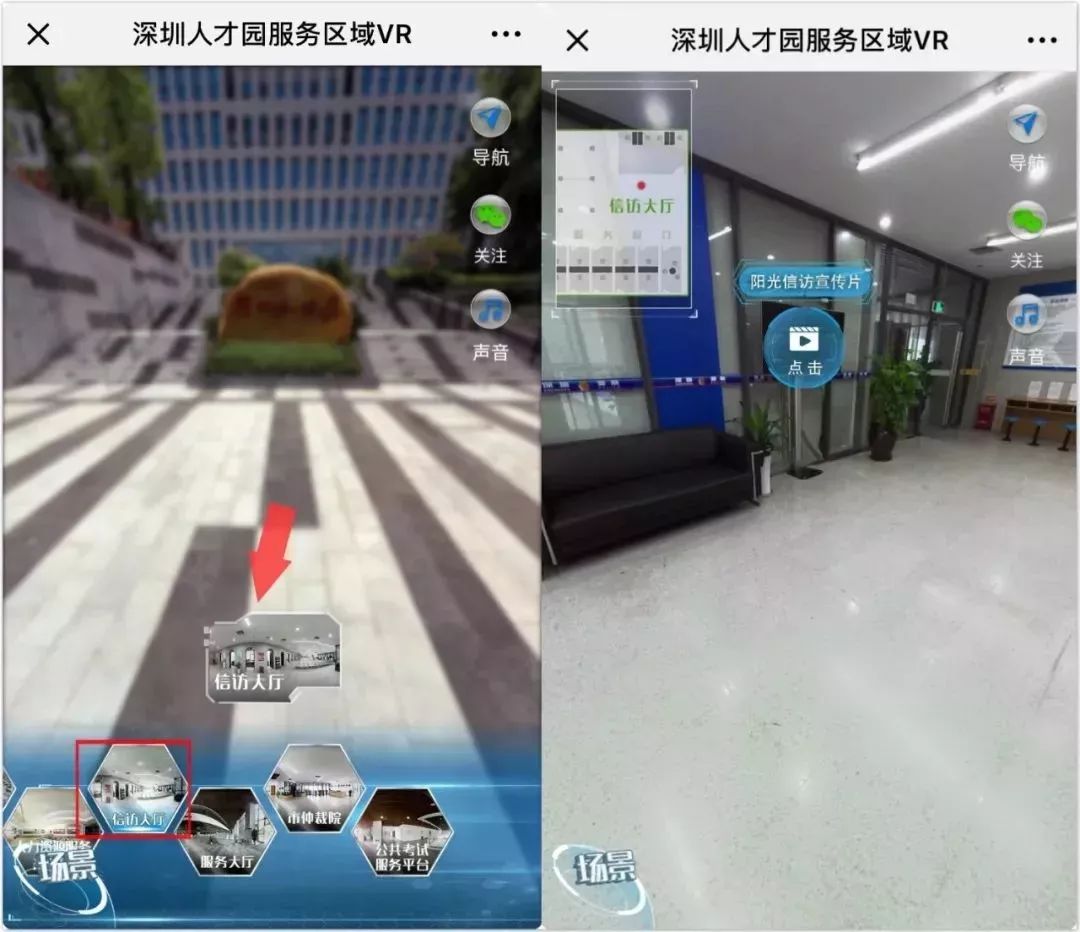 深圳人才园服务区域VR
导航
关注
声音
信访大厅
信访大厅
服务大厅
市仲裁院
公共考试
服务平台
场景
深圳人才园服务区域VR
导航
关注
声音
信访大厅
阳光信访宣传片
点击
场景